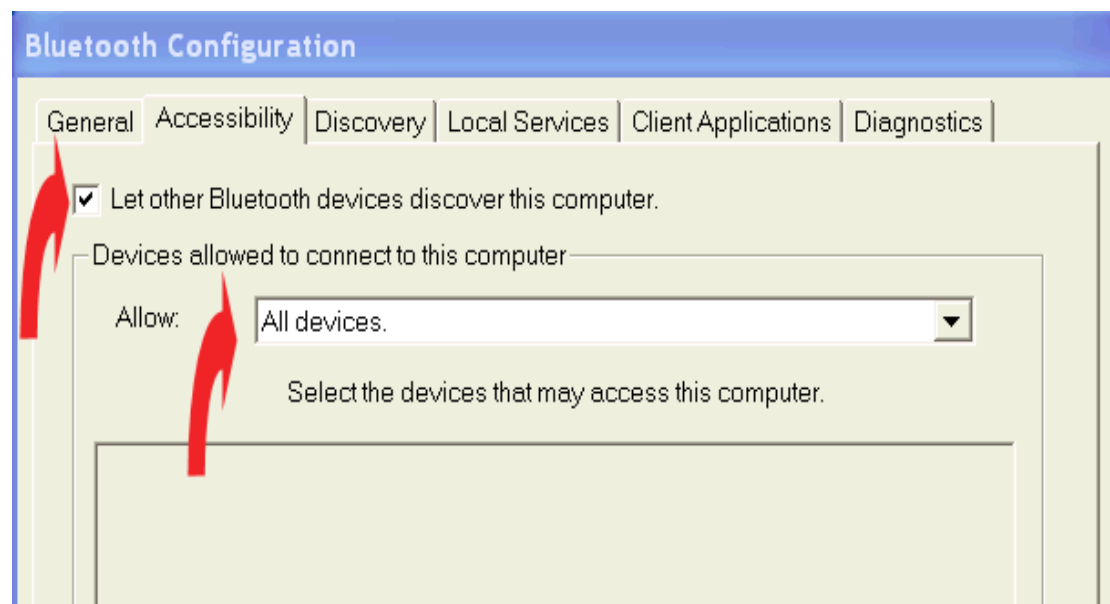 Bluetooth Configuration
General Accessibility Discovery Local Services Client Applications Diagnostics
Let other Bluetooth devices discover this computer.
Devices allowed to connect to this computer
Allow: All devices.
Select the devices that may access this computer.